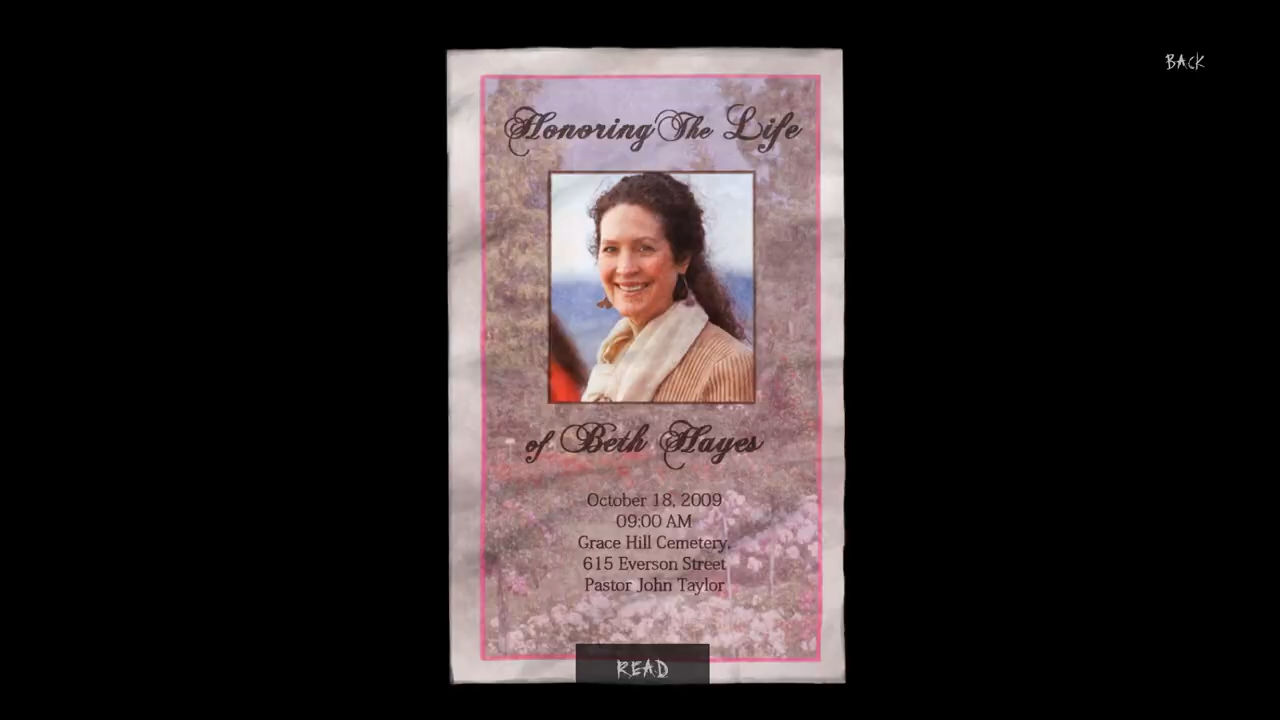 BACK
Honoring The Life
of Beth Hayes
October 18, 2009
09:00 AM
Grace Hill Cemetery,
615 Everson Street
Pastor John Taylor
READ